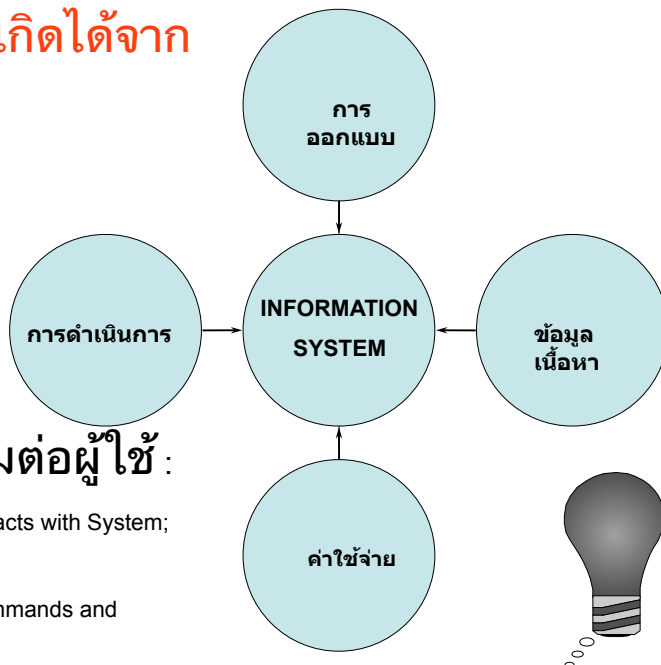 เกิดได้จาก
การ
ออกแบบ
การดำเนินการ
INFORMATION
SYSTEM
ข้อมูล
เนื้อหา
ต่อผู้ใช้ :
acts with System;
ค่าใช้จ่าย
mmands and